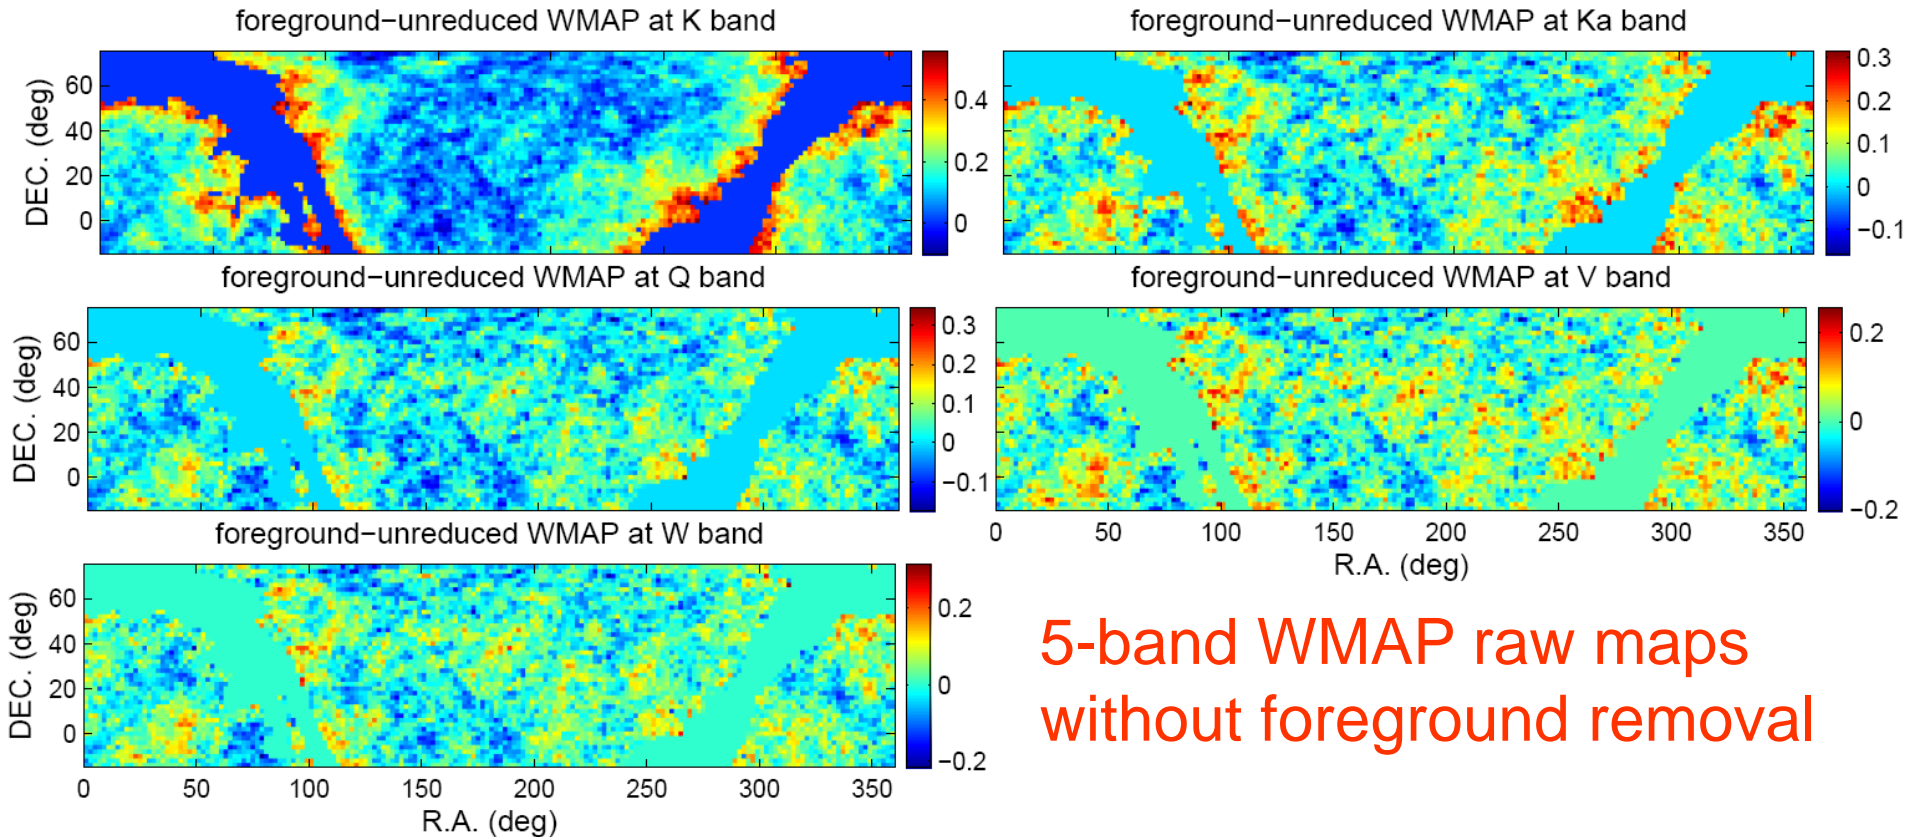 foreground−unreduced WMAP at K band
DEC. (deg)
60
40
20
0
0.4
0.2
0
foreground−unreduced WMAP at Ka band
0.3
0.2
0.1
0
−0.1
foreground−unreduced WMAP at Q band
DEC. (deg)
60
40
20
0
0.3
0.2
0.1
0
−0.1
foreground−unreduced WMAP at V band
0.2
0
−0.2
0 50 100 150 200 250 300 350
R.A. (deg)
foreground−unreduced WMAP at W band
DEC. (deg)
60
40
20
0
0.2
0
−0.2
0 50 100 150 200 250 300 350
R.A. (deg)
5-band WMAP raw maps
without foreground removal